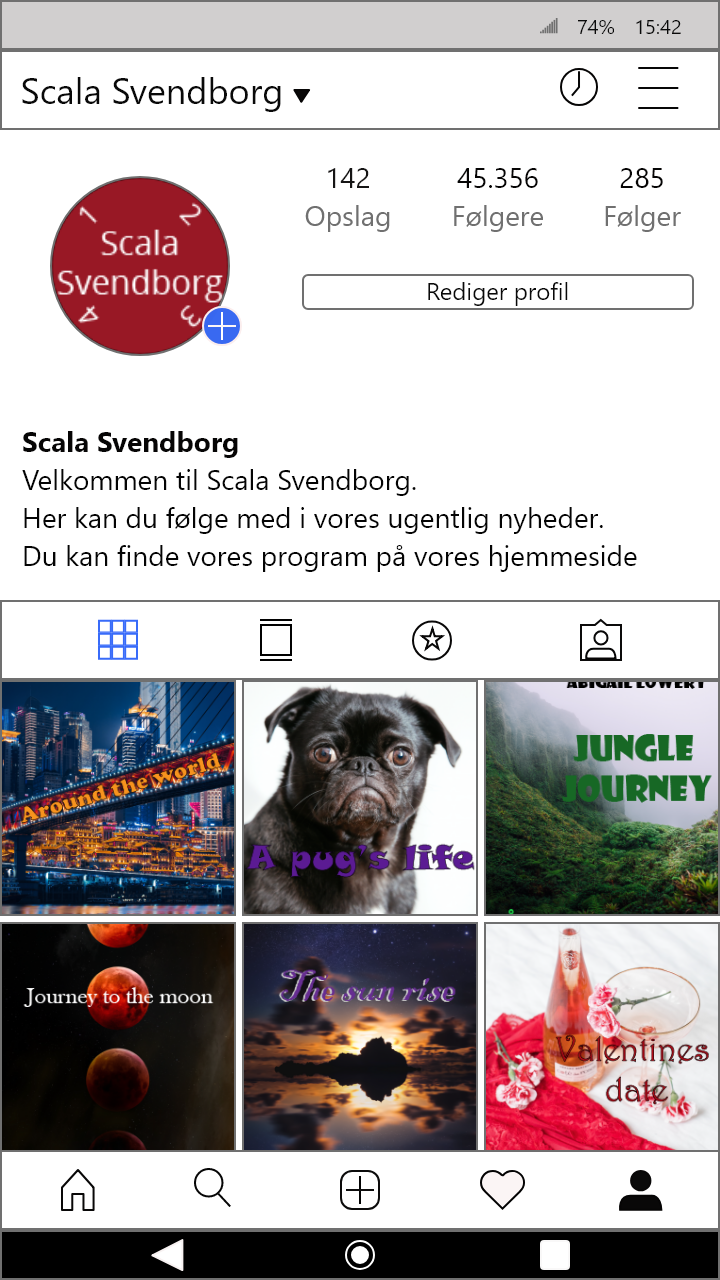 74% 15:42
Scala Svendborg
142 45.356 285
Opslag Følgere Følger
1 2
Scala
Svendborg
4 3
Rediger profil
Scala Svendborg
Velkommen til Scala Svendborg.
Her kan du følge med i vores ugentlig nyheder.
Du kan finde vores program på vores hjemmeside
Around the world
A pug's life
ABIGAIL LOWERY
JUNGLE
JOURNEY
Journey to the moon
The sun rise
Valentines
date